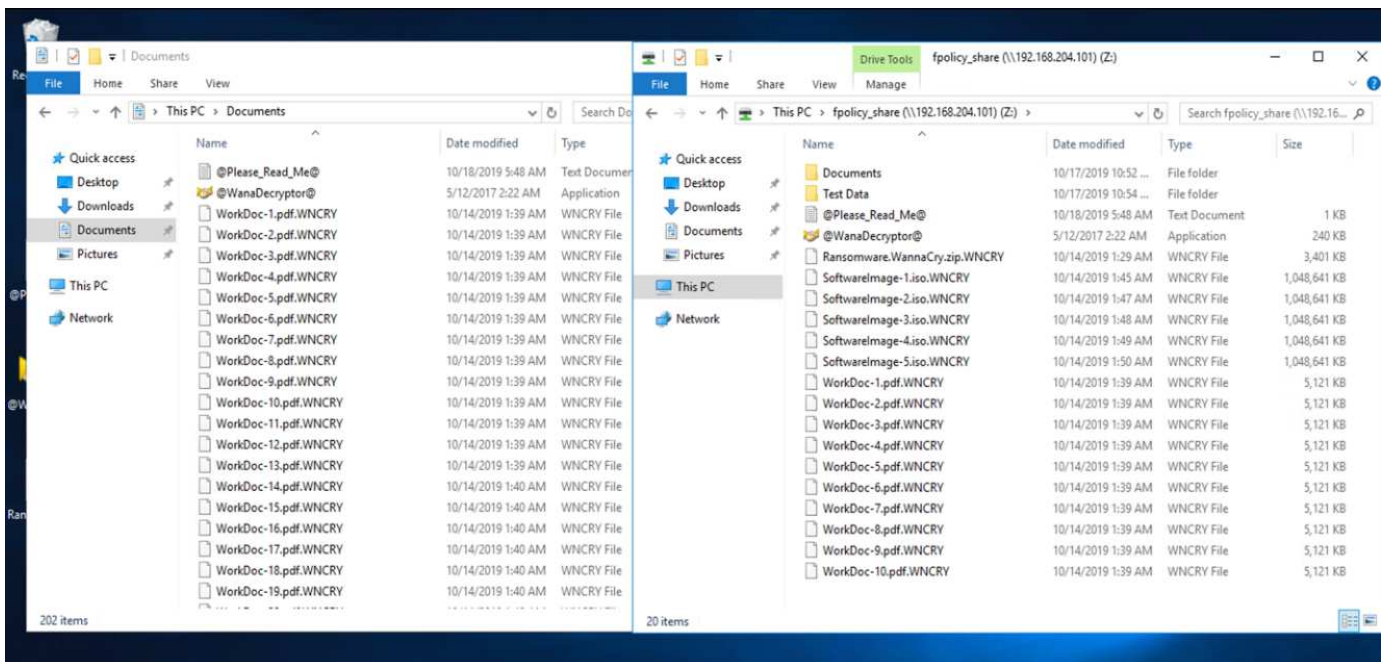 Documents
File Home Share View
This PC > Documents
Search Do
Quick access
Desktop
Downloads
Documents
Pictures
This PC
Network
Name Date modified Type
@Please_Read_Me@ 10/18/2019 5:48 AM Text Documen
@WanaDecryptor@ 5/12/2017 2:22 AM Application
WorkDoc-1.pdf.WNCRY 10/14/2019 1:39 AM WNCRY File
WorkDoc-2.pdf.WNCRY 10/14/2019 1:39 AM WNCRY File
WorkDoc-3.pdf.WNCRY 10/14/2019 1:39 AM WNCRY File
WorkDoc-4.pdf.WNCRY 10/14/2019 1:39 AM WNCRY File
WorkDoc-5.pdf.WNCRY 10/14/2019 1:39 AM WNCRY File
WorkDoc-6.pdf.WNCRY 10/14/2019 1:39 AM WNCRY File
WorkDoc-7.pdf.WNCRY 10/14/2019 1:39 AM WNCRY File
WorkDoc-8.pdf.WNCRY 10/14/2019 1:39 AM WNCRY File
WorkDoc-9.pdf.WNCRY 10/14/2019 1:39 AM WNCRY File
WorkDoc-10.pdf.WNCRY 10/14/2019 1:39 AM WNCRY File
WorkDoc-11.pdf.WNCRY 10/14/2019 1:39 AM WNCRY File
WorkDoc-12.pdf.WNCRY 10/14/2019 1:39 AM WNCRY File
WorkDoc-13.pdf.WNCRY 10/14/2019 1:39 AM WNCRY File
WorkDoc-14.pdf.WNCRY 10/14/2019 1:40 AM WNCRY File
WorkDoc-15.pdf.WNCRY 10/14/2019 1:40 AM WNCRY File
WorkDoc-16.pdf.WNCRY 10/14/2019 1:40 AM WNCRY File
WorkDoc-17.pdf.WNCRY 10/14/2019 1:40 AM WNCRY File
WorkDoc-18.pdf.WNCRY 10/14/2019 1:40 AM WNCRY File
WorkDoc-19.pdf.WNCRY 10/14/2019 1:40 AM WNCRY File
202 items
Drive Tools fpolicy_share (\\192.168.204.101) (Z:)
File Home Share View Manage
This PC > fpolicy_share (\\192.168.204.101) (Z:) >
Search fpolicy_share (\\192.16...
Quick access
Desktop
Downloads
Documents
Pictures
This PC
Network
Name Date modified Type Size
Documents 10/17/2019 10:52 ... File folder
Test Data 10/17/2019 10:54 ... File folder
@Please_Read_Me@ 10/18/2019 5:48 AM Text Document 1 KB
@WanaDecryptor@ 5/12/2017 2:22 AM Application 240 KB
Ransomware.WannaCry.zip.WNCRY 10/14/2019 1:29 AM WNCRY File 3,401 KB
SoftwareImage-1.iso.WNCRY 10/14/2019 1:45 AM WNCRY File 1,048,641 KB
SoftwareImage-2.iso.WNCRY 10/14/2019 1:47 AM WNCRY File 1,048,641 KB
SoftwareImage-3.iso.WNCRY 10/14/2019 1:48 AM WNCRY File 1,048,641 KB
SoftwareImage-4.iso.WNCRY 10/14/2019 1:49 AM WNCRY File 1,048,641 KB
SoftwareImage-5.iso.WNCRY 10/14/2019 1:50 AM WNCRY File 1,048,641 KB
WorkDoc-1.pdf.WNCRY 10/14/2019 1:39 AM WNCRY File 5,121 KB
WorkDoc-2.pdf.WNCRY 10/14/2019 1:39 AM WNCRY File 5,121 KB
WorkDoc-3.pdf.WNCRY 10/14/2019 1:39 AM WNCRY File 5,121 KB
WorkDoc-4.pdf.WNCRY 10/14/2019 1:39 AM WNCRY File 5,121 KB
WorkDoc-5.pdf.WNCRY 10/14/2019 1:39 AM WNCRY File 5,121 KB
WorkDoc-6.pdf.WNCRY 10/14/2019 1:39 AM WNCRY File 5,121 KB
WorkDoc-7.pdf.WNCRY 10/14/2019 1:39 AM WNCRY File 5,121 KB
WorkDoc-8.pdf.WNCRY 10/14/2019 1:39 AM WNCRY File 5,121 KB
WorkDoc-9.pdf.WNCRY 10/14/2019 1:39 AM WNCRY File 5,121 KB
WorkDoc-10.pdf.WNCRY 10/14/2019 1:39 AM WNCRY File 5,121 KB
20 items
Re
@P
@W
Ran